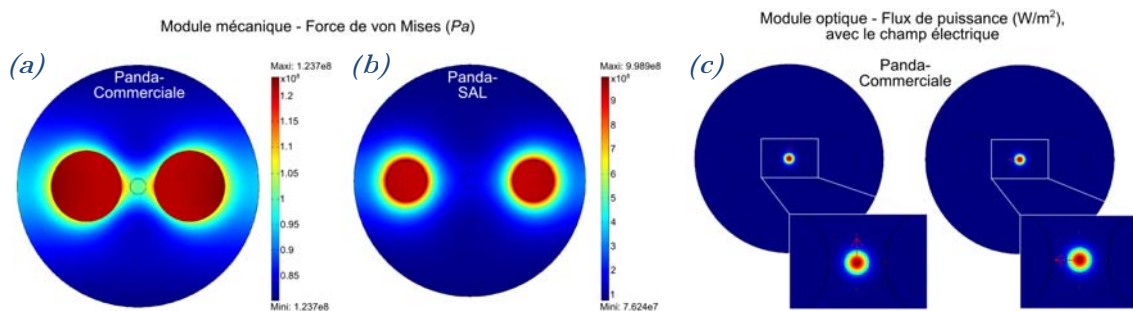 Module mécanique - Force de von Mises (Pa)
Module optique - Flux de puissance (W/m²),
avec le champ électrique
(a)
Panda-
Commerciale
Maxi: 1.237e8
x10⁸
1.2
1.15
1.1
1.05
1
0.95
0.9
0.85
Mini: 1.237e8
(b)
Panda-
SAL
Maxi: 9.989e8
x10⁸
9
8
7
6
5
4
3
2
1
Mini: 7.624e7
(c)
Panda-
Commerciale